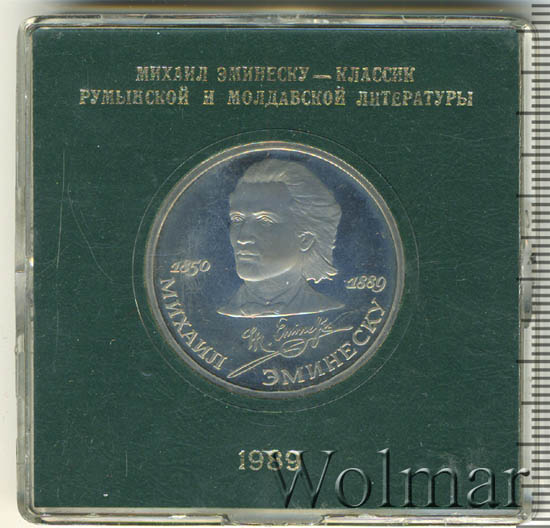 МИХАИЛ ЭМИНЕСКУ — КЛАССИК
РУМЫНСКОЙ И МОЛДАВСКОЙ ЛИТЕРАТУРЫ
1850
1889
МИХАИЛ ЭМИНЕСКУ
1989
Wolmar